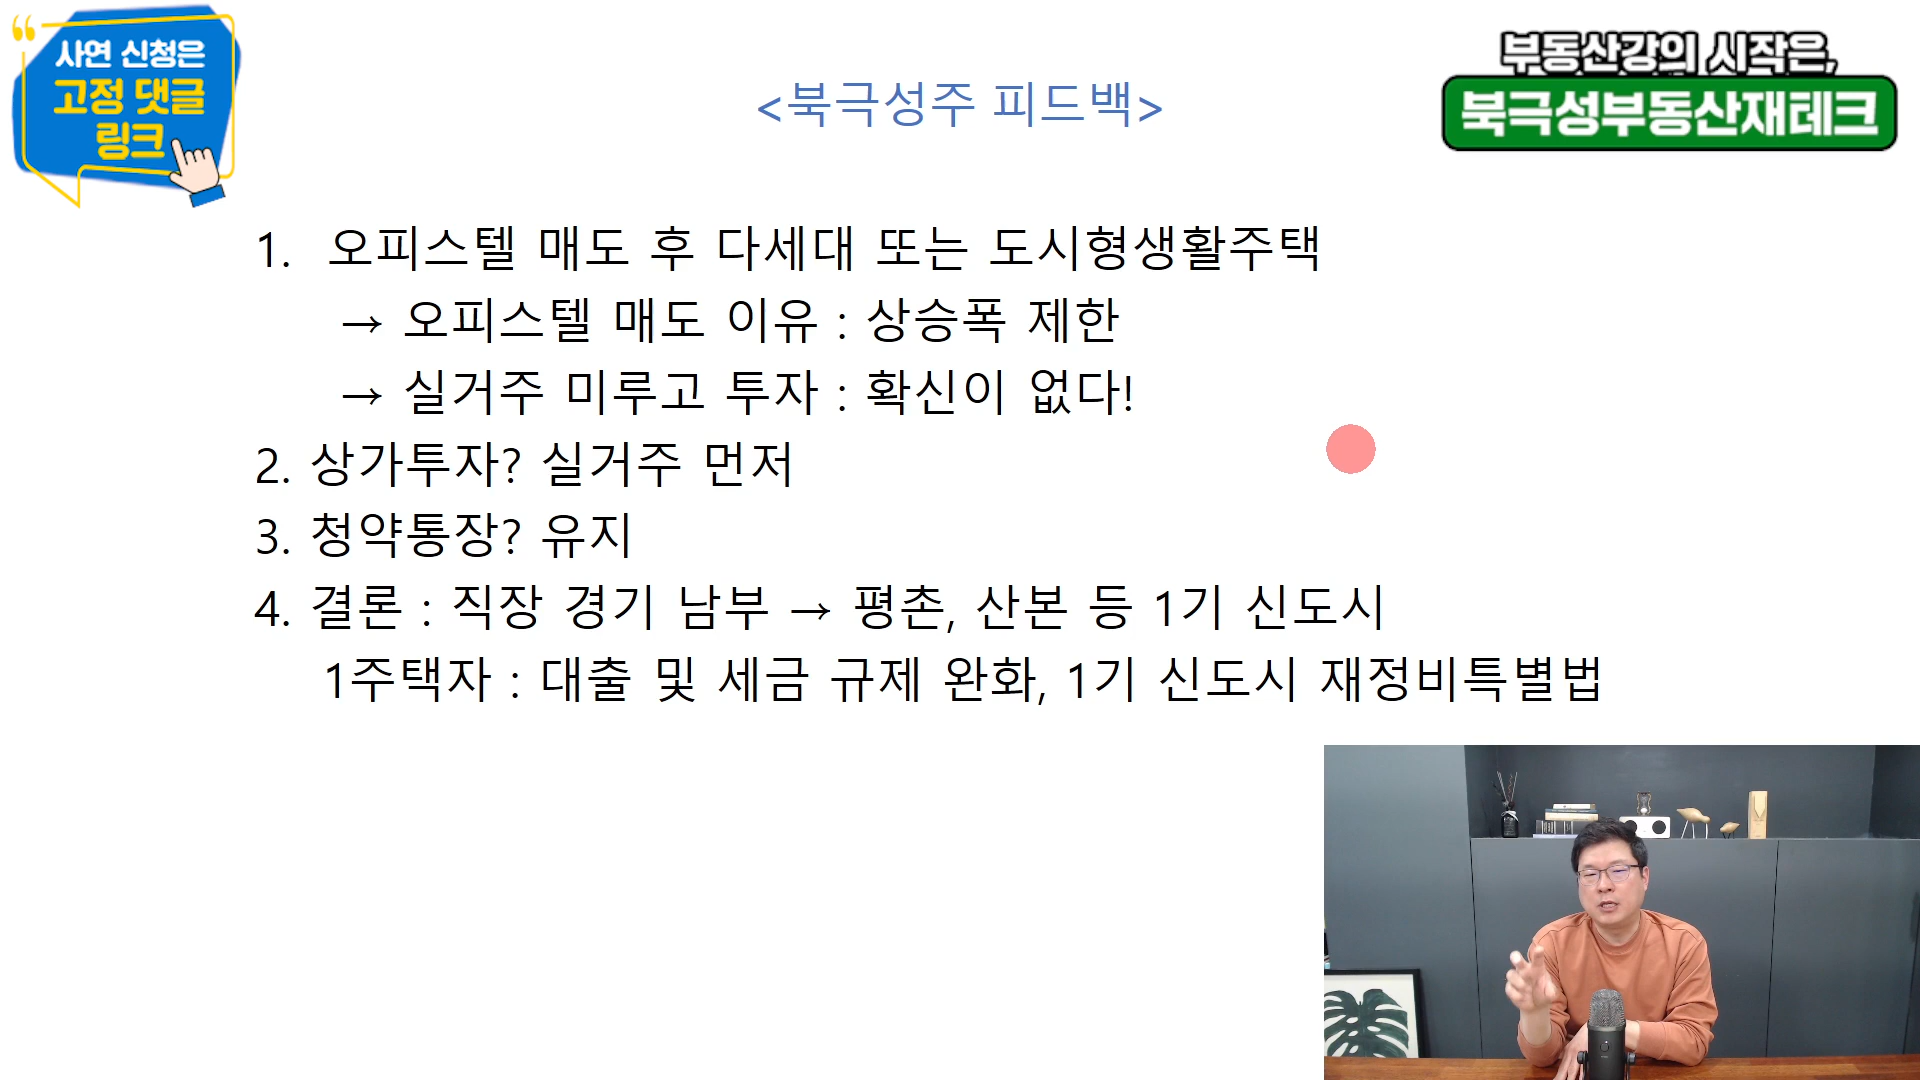 사연 신청은
고정 댓글
링크
부동산강의 시작은,
북극성부동산재테크
<북극성주 피드백>
1. 오피스텔 매도 후 다세대 또는 도시형생활주택
→ 오피스텔 매도 이유 : 상승폭 제한
→ 실거주 미루고 투자 : 확신이 없다!
2. 상가투자? 실거주 먼저
3. 청약통장? 유지
4. 결론 : 직장 경기 남부 → 평촌, 산본 등 1기 신도시
1주택자 : 대출 및 세금 규제 완화, 1기 신도시 재정비특별법